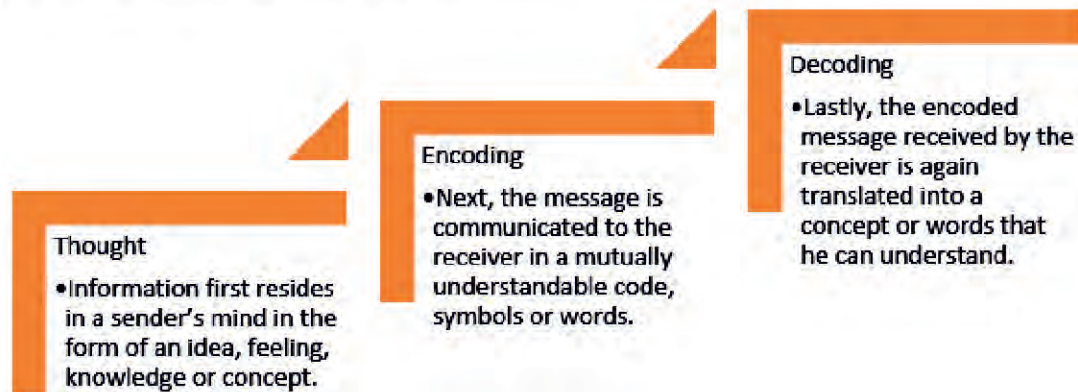 Thought
•Information first resides
in a sender's mind in the
form of an idea, feeling,
knowledge or concept.
Encoding
•Next, the message is
communicated to the
receiver in a mutually
understandable code,
symbols or words.
Decoding
•Lastly, the encoded
message received by the
receiver is again
translated into a
concept or words that
he can understand.